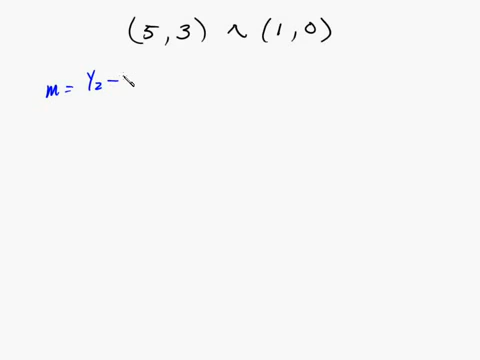 (5,3) ~ (1,0)
m = y₂ -